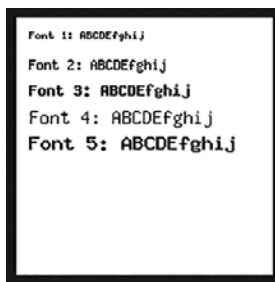 Font 1: ABCDEfghij
Font 2: ABCDEfghij
Font 3: ABCDEfghij
Font 4: ABCDEfghij
Font 5: ABCDEfghij